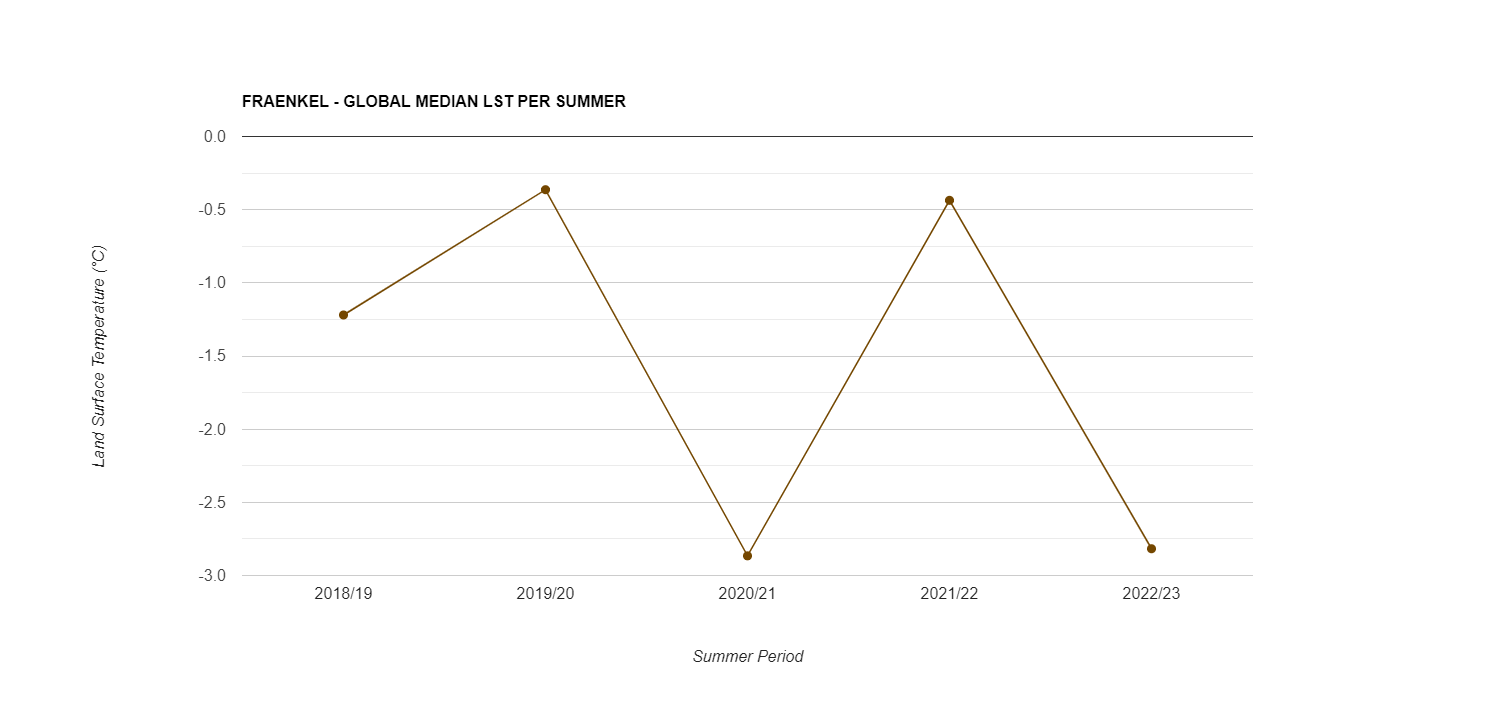 FRAENKEL - GLOBAL MEDIAN LST PER SUMMER
0.0
-0.5
-1.0
-1.5
-2.0
-2.5
-3.0
Land Surface Temperature (°C)
2018/19 2019/20 2020/21 2021/22 2022/23
Summer Period